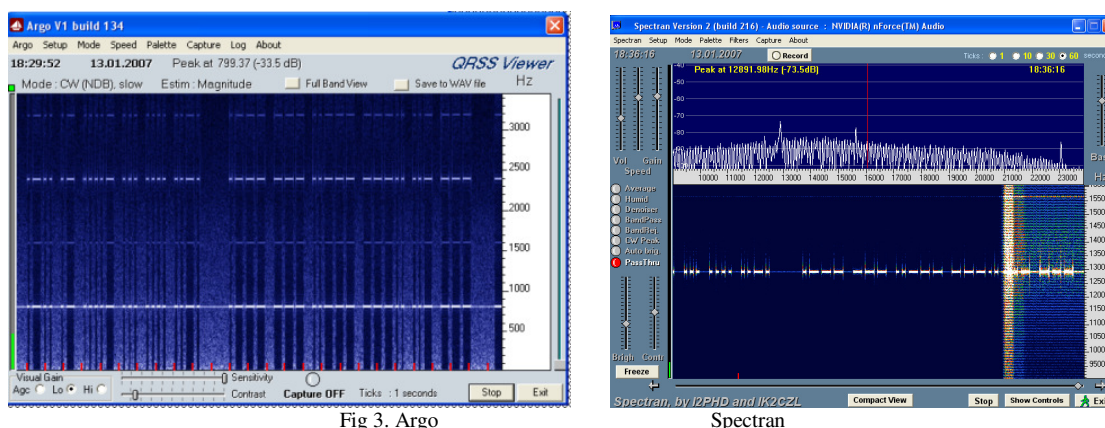 Argo V1 build 134
Argo Setup Mode Speed Palette Capture Log About
18:29:52 13.01.2007 Peak at 799.37 (-33.5 dB) QRSS Viewer
Mode : CW (NDB), slow Estim : Magnitude Full Band View Save to WAV file Hz
3000
2500
2000
1500
1000
500
Visual Gain
Agc Lo Hi
Sensitivity
Contrast Capture OFF Ticks : 1 seconds Stop Exit
Fig 3. Argo
Spectran Version 2 (build 216) - Audio source : NVIDIA(R) nForce(TM) Audio
Spectran Setup Mode Palette Filters Capture About
18:36:16 13.01.2007 Record Ticks : 1 10 30 60
Peak at 12891.98Hz (-73.5dB) 18:36:16
-40
-50
-60
-70
-80
-90
Vol Gain
Speed
10000 11000 12000 13000 14000 15000 16000 17000 18000 19000 20000 21000 22000 23000
Average
Humid
Denoiser
BandPass
BandRej.
CW Peak
PassThru
Brigh Contr
Freeze
Spectran, by I2PHD and IK2CZL Compact View Stop Show Controls
Spectran